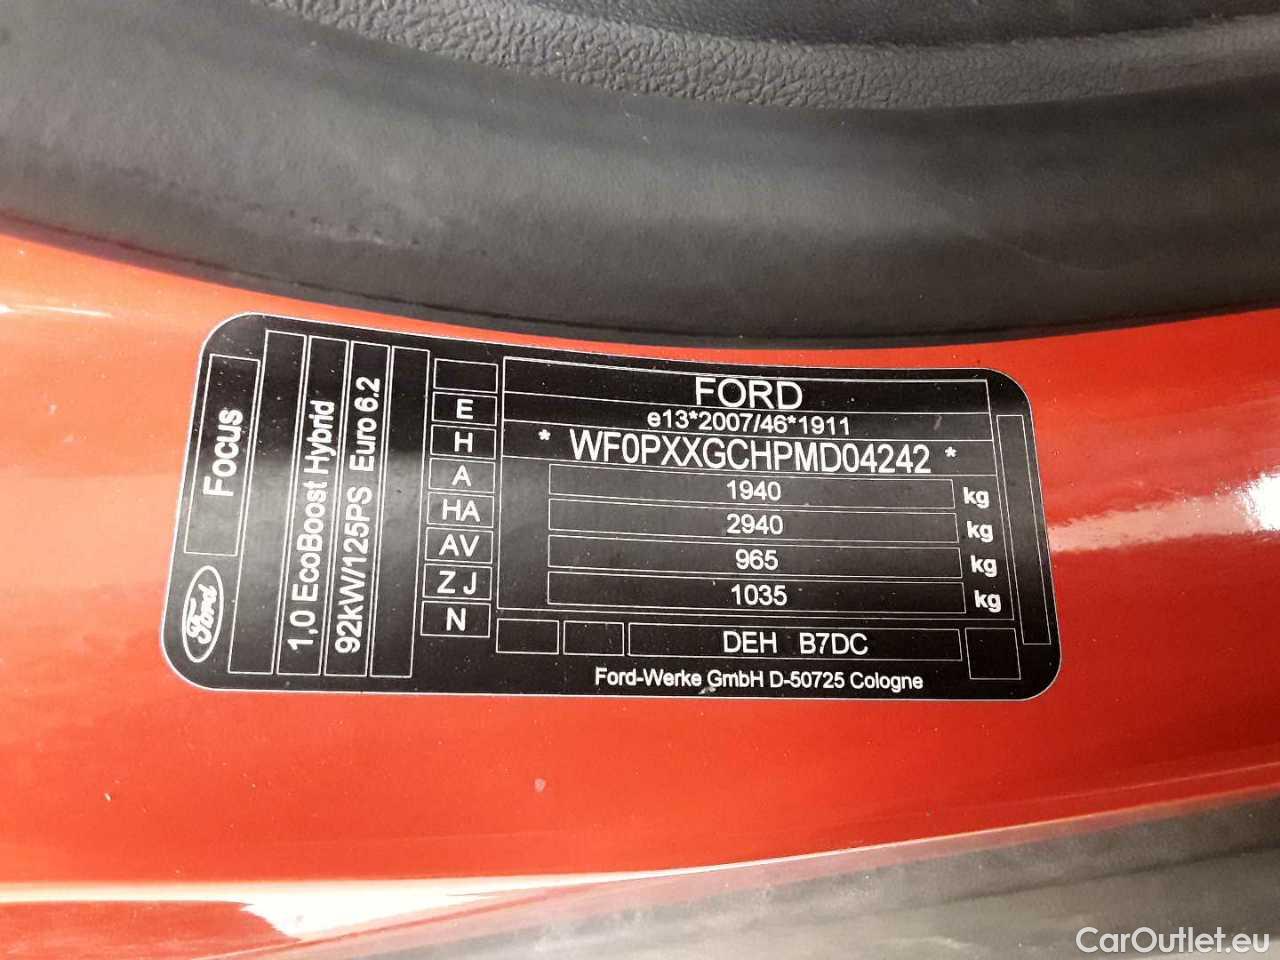 Ford
Focus
1,0 EcoBoost Hybrid
92kW/125PS Euro 6.2
E
H
A
HA
AV
Z J
N
FORD
e13*2007/46*1911
* WF0PXXGCHPMD04242 *
1940 kg
2940 kg
965 kg
1035 kg
DEH B7DC
Ford-Werke GmbH D-50725 Cologne
CarOutlet.eu